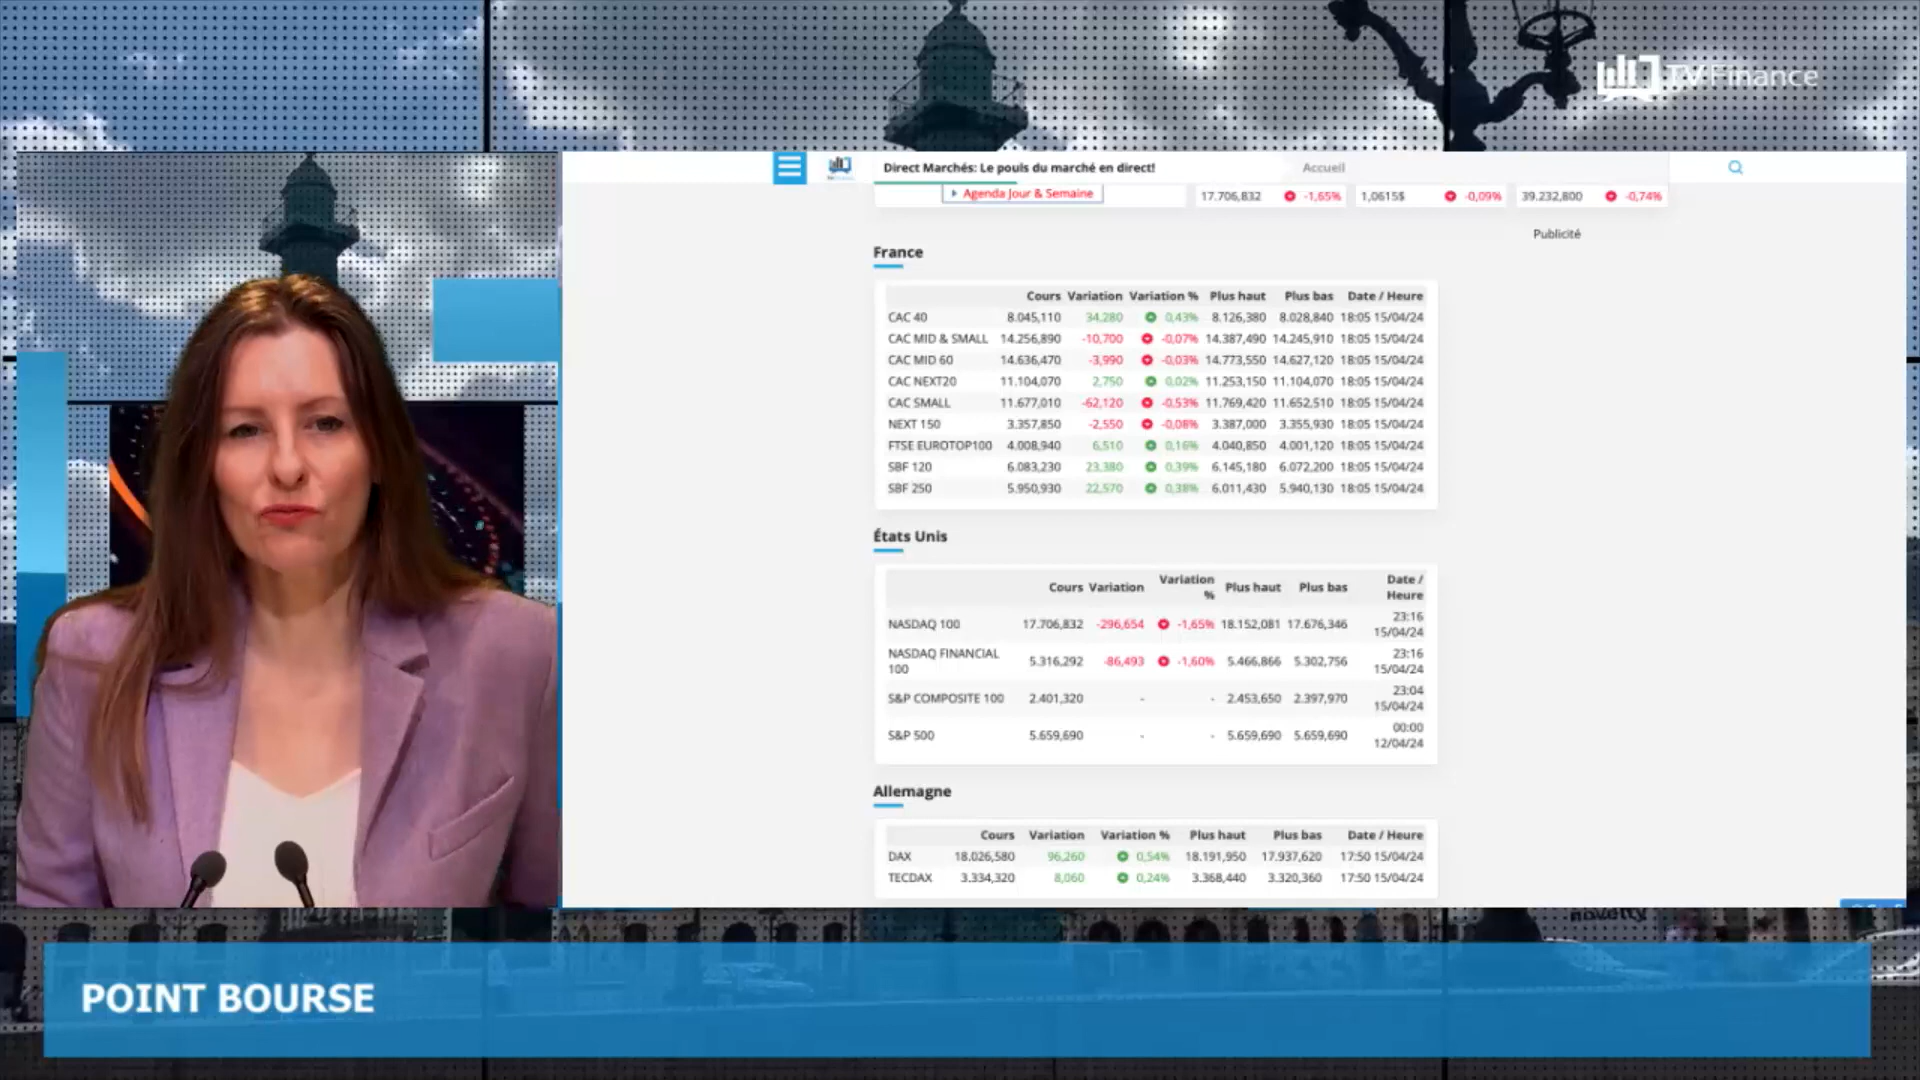 TVFinance
Direct Marchés: Le pouls du marché en direct!
Accueil
Agenda Jour & Semaine
17.706,832 -1,65% 1,0615$ -0,09% 39.232,800 -0,74%
Publicité
France
Cours Variation Variation % Plus haut Plus bas Date / Heure
CAC 40 8.045,110 34,280 0,43% 8.126,380 8.028,840 18:05 15/04/24
CAC MID & SMALL 14.256,890 -10,700 -0,07% 14.387,490 14.245,910 18:05 15/04/24
CAC MID 60 14.636,470 -3,990 -0,03% 14.773,550 14.627,120 18:05 15/04/24
CAC NEXT20 11.104,070 2,750 0,02% 11.253,150 11.104,070 18:05 15/04/24
CAC SMALL 11.677,010 -62,120 -0,53% 11.769,420 11.652,510 18:05 15/04/24
NEXT 150 3.357,850 -2,550 -0,08% 3.387,000 3.355,930 18:05 15/04/24
FTSE EUROTOP100 4.008,940 6,510 0,16% 4.040,850 4.001,120 18:05 15/04/24
SBF 120 6.083,230 23,380 0,39% 6.145,180 6.072,200 18:05 15/04/24
SBF 250 5.950,930 22,570 0,38% 6.011,430 5.940,130 18:05 15/04/24
États Unis
Cours Variation Variation % Plus haut Plus bas Date / Heure
NASDAQ 100 17.706,832 -296,654 -1,65% 18.152,081 17.676,346 23:16 15/04/24
NASDAQ FINANCIAL 100 5.316,292 -86,493 -1,60% 5.466,866 5.302,756 23:16 15/04/24
S&P COMPOSITE 100 2.401,320 - - 2.453,650 2.397,970 23:04 15/04/24
S&P 500 5.659,690 - - 5.659,690 5.659,690 00:00 12/04/24
Allemagne
Cours Variation Variation % Plus haut Plus bas Date / Heure
DAX 18.026,580 96,260 0,54% 18.191,950 17.937,620 17:50 15/04/24
TECDAX 3.334,320 8,060 0,24% 3.368,440 3.320,360 17:50 15/04/24
novelty
POINT BOURSE